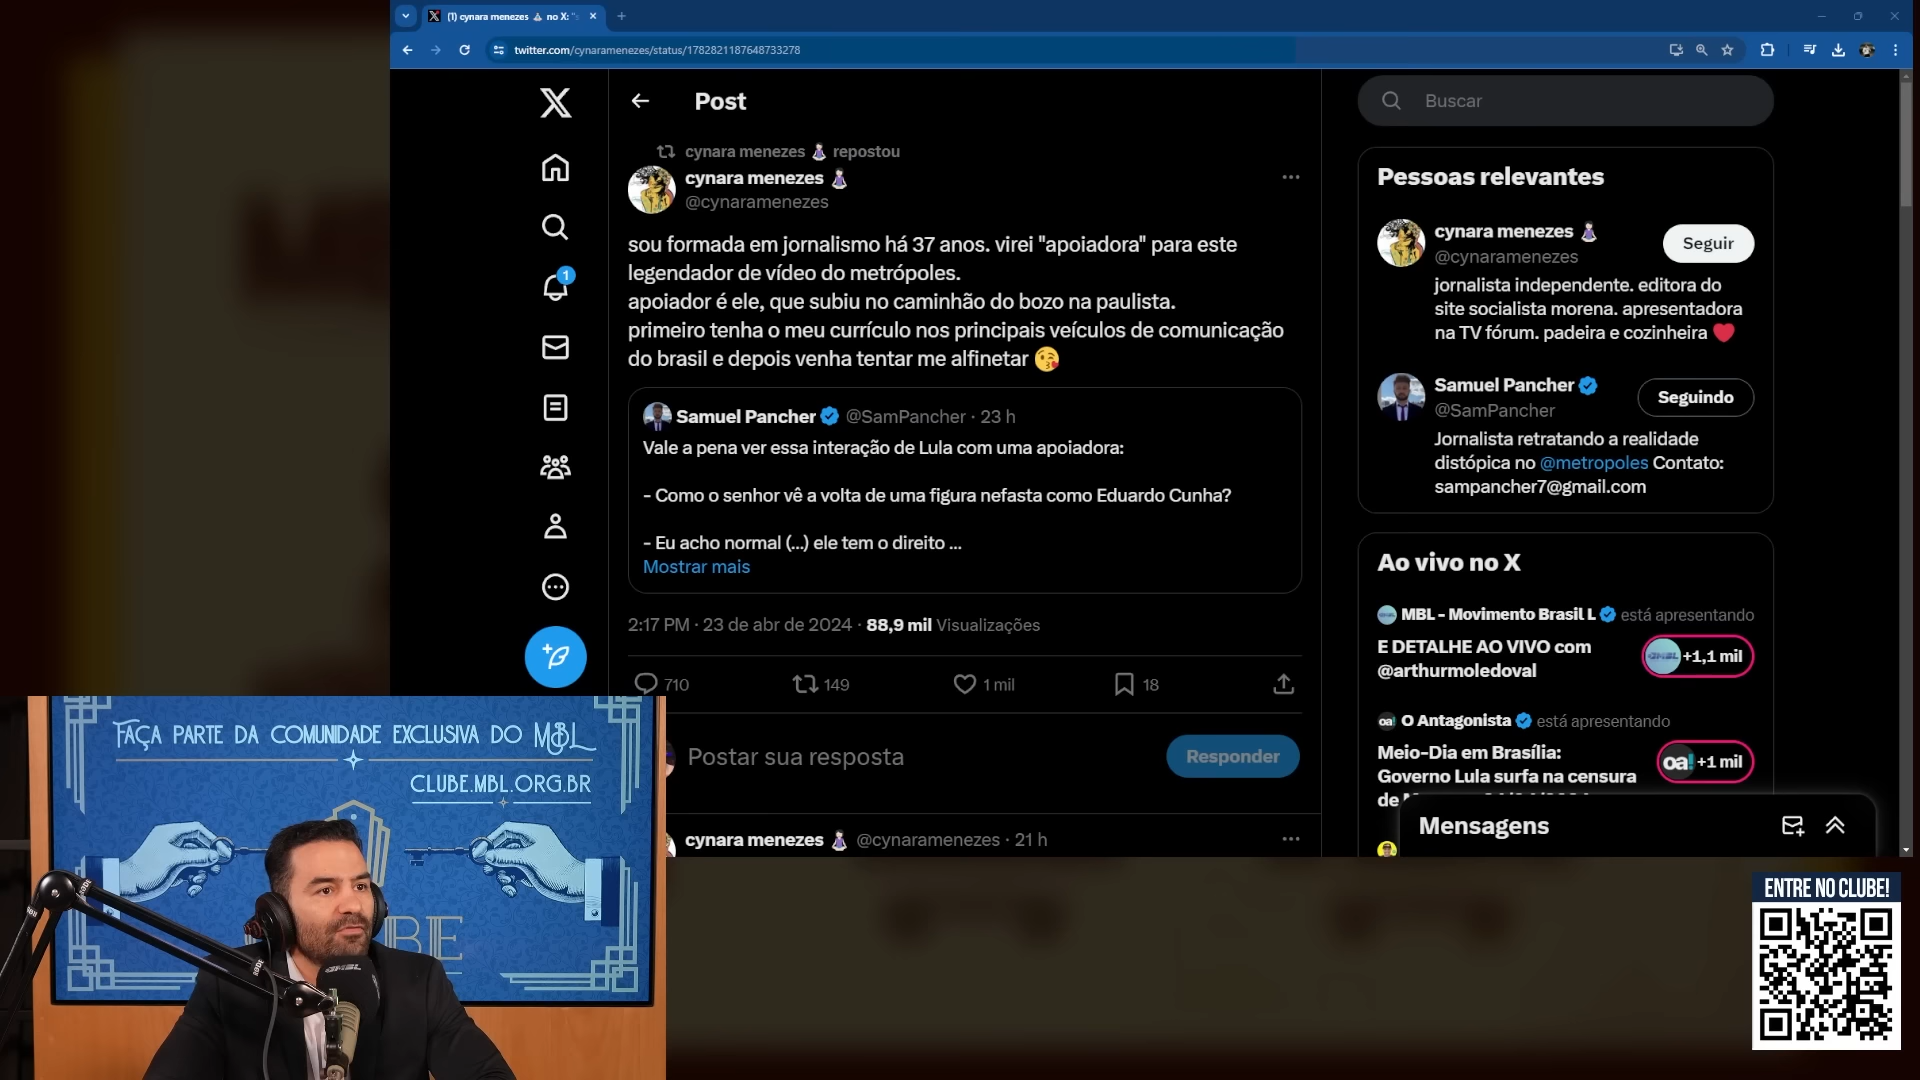 (1) cynara menezes no X: "s
twitter.com/cynaramenezes/status/1782821187648733278
Post
Buscar
cynara menezes repostou
cynara menezes
@cynaramenezes
sou formada em jornalismo há 37 anos. virei "apoiadora" para este
legendador de vídeo do metrópoles.
apoiador é ele, que subiu no caminhão do bozo na paulista.
primeiro tenha o meu currículo nos principais veículos de comunicação
do brasil e depois venha tentar me alfinetar 😘
Samuel Pancher @SamPancher · 23 h
Vale a pena ver essa interação de Lula com uma apoiadora:
- Como o senhor vê a volta de uma figura nefasta como Eduardo Cunha?
- Eu acho normal (...) ele tem o direito ...
Mostrar mais
2:17 PM · 23 de abr de 2024 · 88,9 mil Visualizações
710 149 1 mil 18
Postar sua resposta
Responder
cynara menezes @cynaramenezes · 21 h
1
Pessoas relevantes
cynara menezes
@cynaramenezes
Seguir
jornalista independente. editora do
site socialista morena. apresentadora
na TV fórum. padeira e cozinheira ❤️
Samuel Pancher
@SamPancher
Seguindo
Jornalista retratando a realidade
distópica no @metropoles Contato:
sampancher7@gmail.com
Ao vivo no X
MBL - Movimento Brasil L está apresentando
E DETALHE AO VIVO com
@arthurmoledoval
+1,1 mil
oa! O Antagonista está apresentando
Meio-Dia em Brasília:
Governo Lula surfa na censura
de
oa! +1 mil
Mensagens
FAÇA PARTE DA COMUNIDADE EXCLUSIVA DO MBL
CLUBE.MBL.ORG.BR
BE
RØDE
RØDE
ENTRE NO CLUBE!